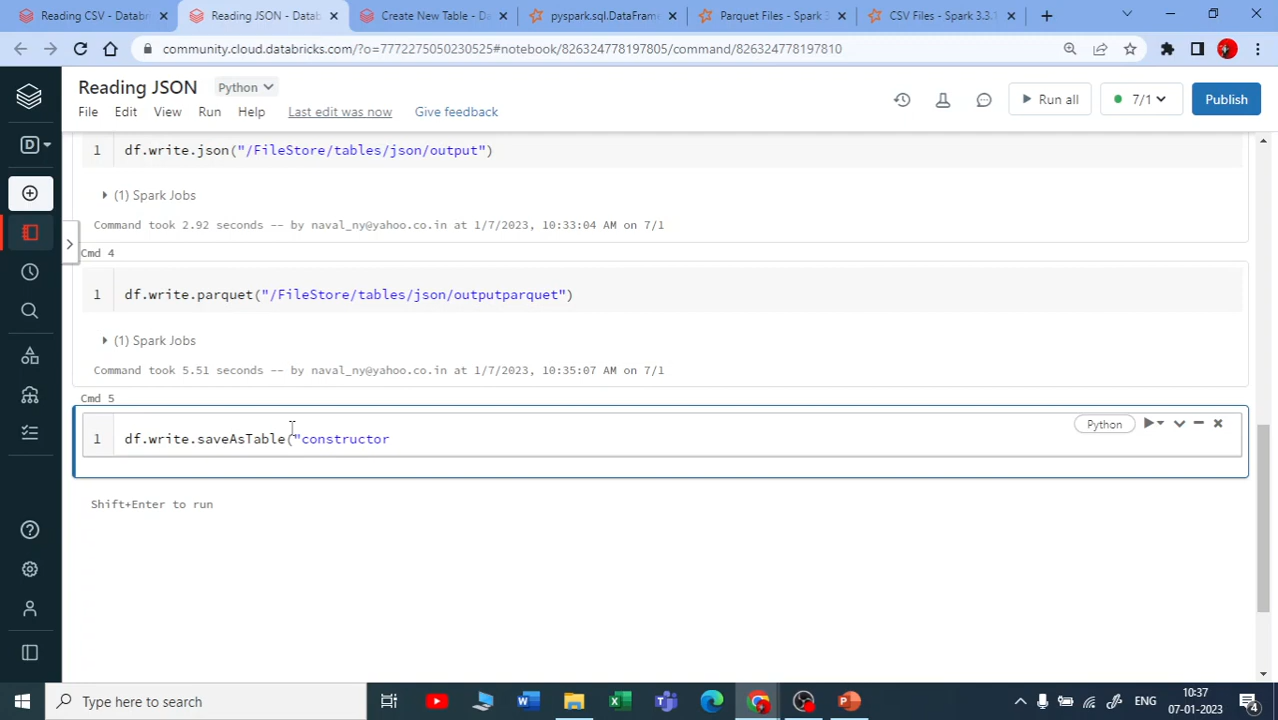 Reading CSV - Databr
Reading JSON - Datab
Create New Table - D
pyspark.sql.DataFram
Parquet Files - Spark 3
CSV Files - Spark 3.3.1
community.cloud.databricks.com/?o=7772275050230525#notebook/826324778197805/command/826324778197810
Reading JSON Python
File Edit View Run Help Last edit was now Give feedback
Run all 7/1 Publish
D
1 df.write.json("/FileStore/tables/json/output")
(1) Spark Jobs
Command took 2.92 seconds -- by naval_ny@yahoo.co.in at 1/7/2023, 10:33:04 AM on 7/1
Cmd 4
1 df.write.parquet("/FileStore/tables/json/outputparquet")
(1) Spark Jobs
Command took 5.51 seconds -- by naval_ny@yahoo.co.in at 1/7/2023, 10:35:07 AM on 7/1
Cmd 5
Python
1 df.write.saveAsTable("constructor
Shift+Enter to run
Type here to search
ENG
10:37
07-01-2023
4